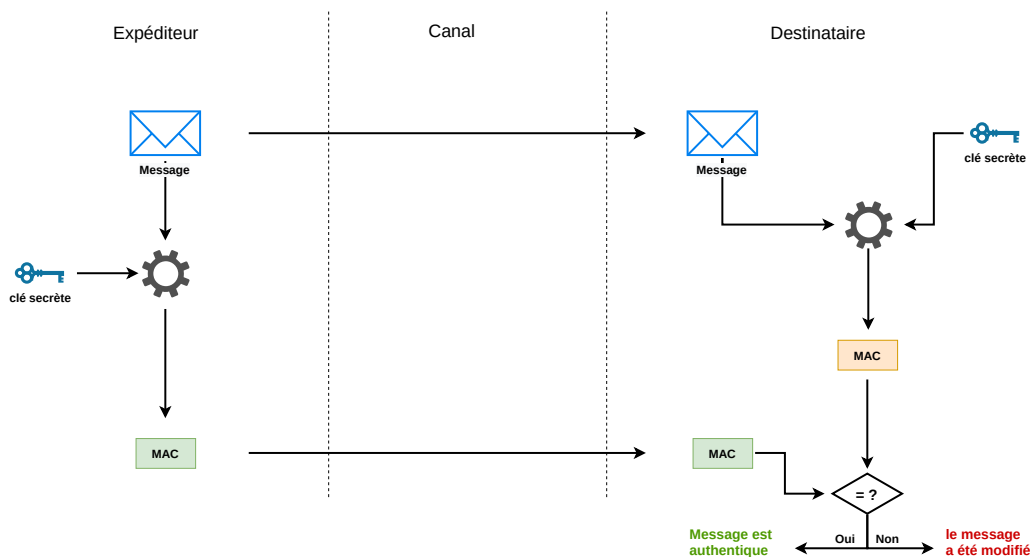 Expéditeur
Canal
Destinataire
Message
Message
clé secrète
clé secrète
MAC
MAC
MAC
= ?
Oui
Non
Message est
authentique
le message
a été modifié